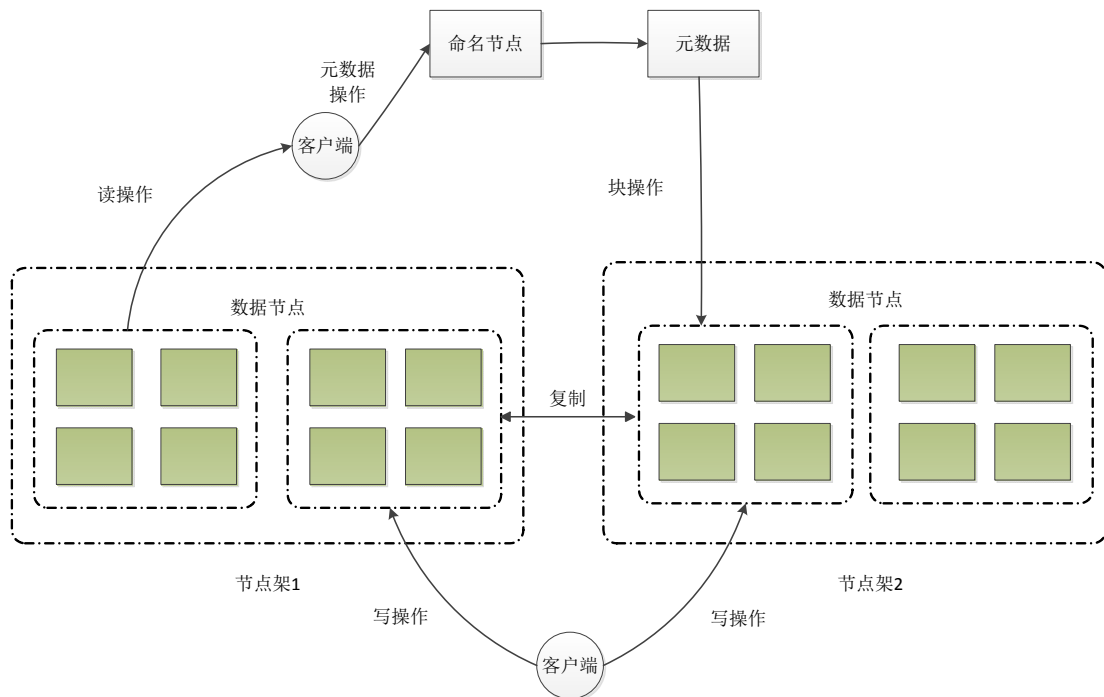 命名节点
元数据
元数据
操作
客户端
读操作
块操作
数据节点
数据节点
复制
节点架1
节点架2
写操作
写操作
客户端